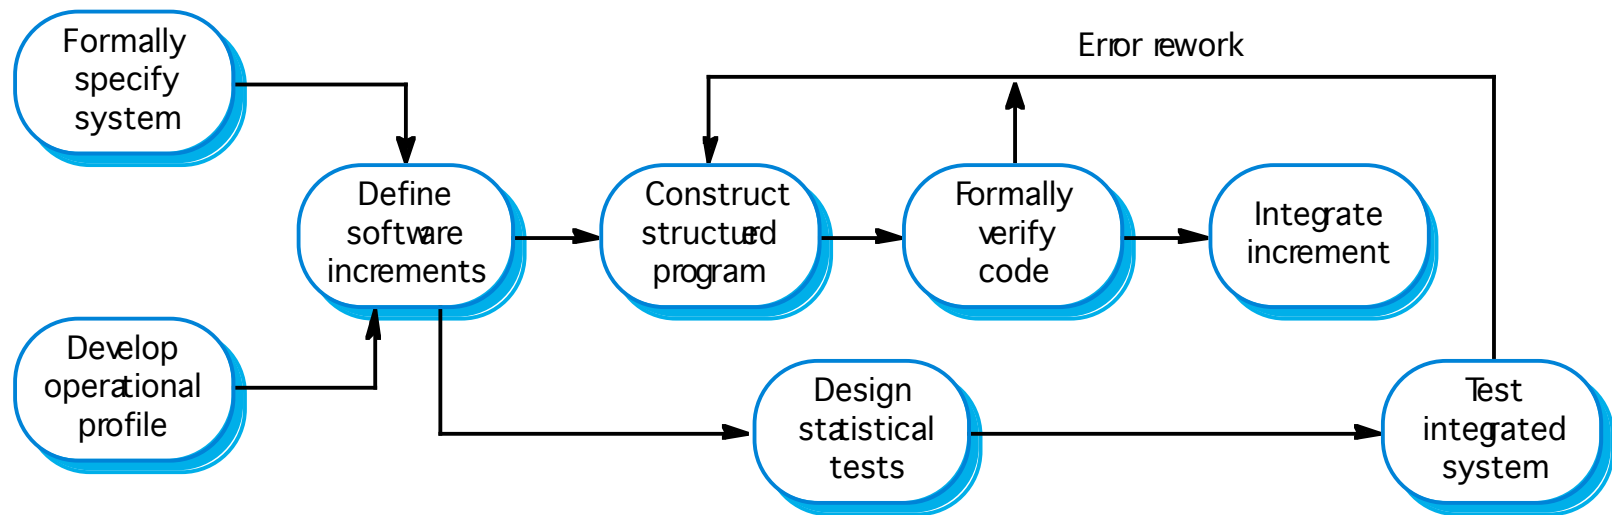 Formally
specify
system
Error rework
Define
software
increments
Construct
structured
program
Formally
verify
code
Integrate
increment
Develop
operational
profile
Design
statistical
tests
Test
integrated
system